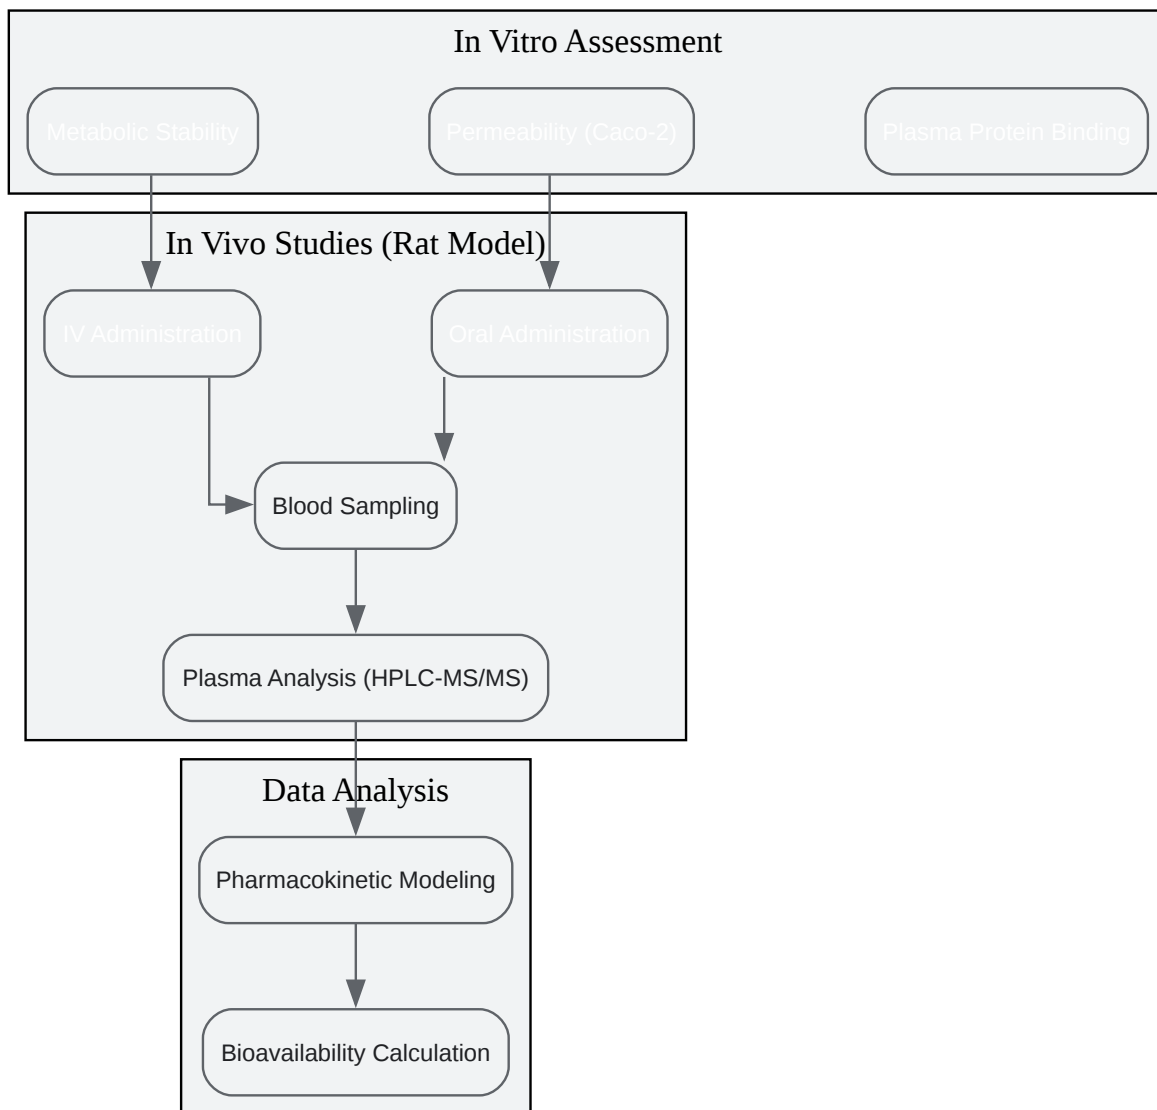 In Vitro Assessment
Metabolic Stability
Permeability (Caco-2)
Plasma Protein Binding
In Vivo Studies (Rat Model)
IV Administration
Oral Administration
Blood Sampling
Plasma Analysis (HPLC-MS/MS)
Data Analysis
Pharmacokinetic Modeling
Bioavailability Calculation